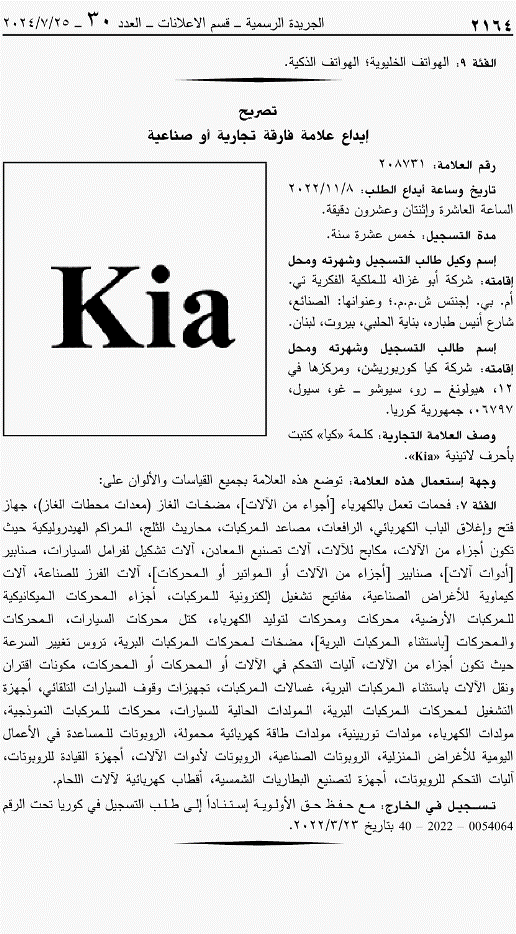 ٢١٦٤
الجريدة الرسمية ــ قسم الاعلانات ــ العدد ٣٠ ــ ٢٠٢٤/٧/٢٥
الفئة ٩: الهواتف الخليوية؛ الهواتف الذكية.
تصريح
إيداع علامة فارقة تجارية أو صناعية
رقم العلامة: ٢٠٨٧٣١
تاريخ وساعة أيداع الطلب: ٢٠٢٢/١١/٨
الساعة العاشرة وإثنتان وعشرون دقيقة.
مدة التسجيل: خمس عشرة سنة.
إسم وكيل طالب التسجيل وشهرته ومحل
إقامته: شركة أبو غزاله للملكية الفكرية تي.
أم. بي. إجنتس ش.م.م.؛ وعنوانها: الصنائع،
شارع أنيس طباره، بناية الحلبي، بيروت، لبنان.
إسم طالب التسجيل وشهرته ومحل
إقامته: شركة كيا كوربوريشن، ومركزها في
١٢، هيولونغ ــ رو، سيوشو ــ غو، سيول،
٠٦٧٩٧، جمهورية كوريا.
وصف العلامة التجارية: كلمة «كيا» كتبت
بأحرف لاتينية «Kia».
Kia
وجهة إستعمال هذه العلامة: توضع هذه العلامة بجميع القياسات والألوان على:
الفئة ٧: فحمات تعمل بالكهرباء [أجواء من الآلات]، مضخات الغاز (معدات محطات الغاز)، جهاز
فتح وإغلاق الباب الكهربائي، الرافعات، مصاعد المركبات، محاريث الثلج، المراكم الهيدروليكية حيث
تكون أجزاء من الآلات، مكابح للآلات، آلات تصنيع المعادن، آلات تشكيل لفرامل السيارات، صنابير
[أدوات آلات]، صنابير [أجزاء من الآلات أو المواتير أو المحركات]، آلات الفرز للصناعة، آلات
كيماوية للأغراض الصناعية، مفاتيح تشغيل إلكترونية للمركبات، أجزاء المحركات الميكانيكية
للمركبات الأرضية، محركات ومحركات لتوليد الكهرباء، كتل محركات السيارات، المحركات
والمحركات [باستثناء المركبات البرية]، مضخات لمحركات المركبات البرية، تروس تغيير السرعة
حيث تكون أجزاء من الآلات، آليات التحكم في الآلات أو المحركات أو المحركات، مكونات اقتران
ونقل الآلات باستثناء المركبات البرية، غسالات المركبات، تجهيزات وقوف السيارات التلقائي، أجهزة
التشغيل لمحركات المركبات البرية، المولدات الحالية للسيارات، محركات للمركبات النموذجية،
مولدات الكهرباء، مولدات توربينية، مولدات طاقة كهربائية محمولة، الروبوتات للمساعدة في الأعمال
اليومية للأغراض المنزلية، الروبوتات الصناعية، الروبوتات لأدوات الآلات، أجهزة القيادة للروبوتات،
آليات التحكم للروبوتات، أجهزة لتصنيع البطاريات الشمسية، أقطاب كهربائية لآلات اللحام.
تسجيل في الخارج: مع حفظ حق الأولوية إستناداً إلى طلب التسجيل في كوريا تحت الرقم
40 – 2022 – 0054064 بتاريخ ٢٠٢٢/٣/٢٣.